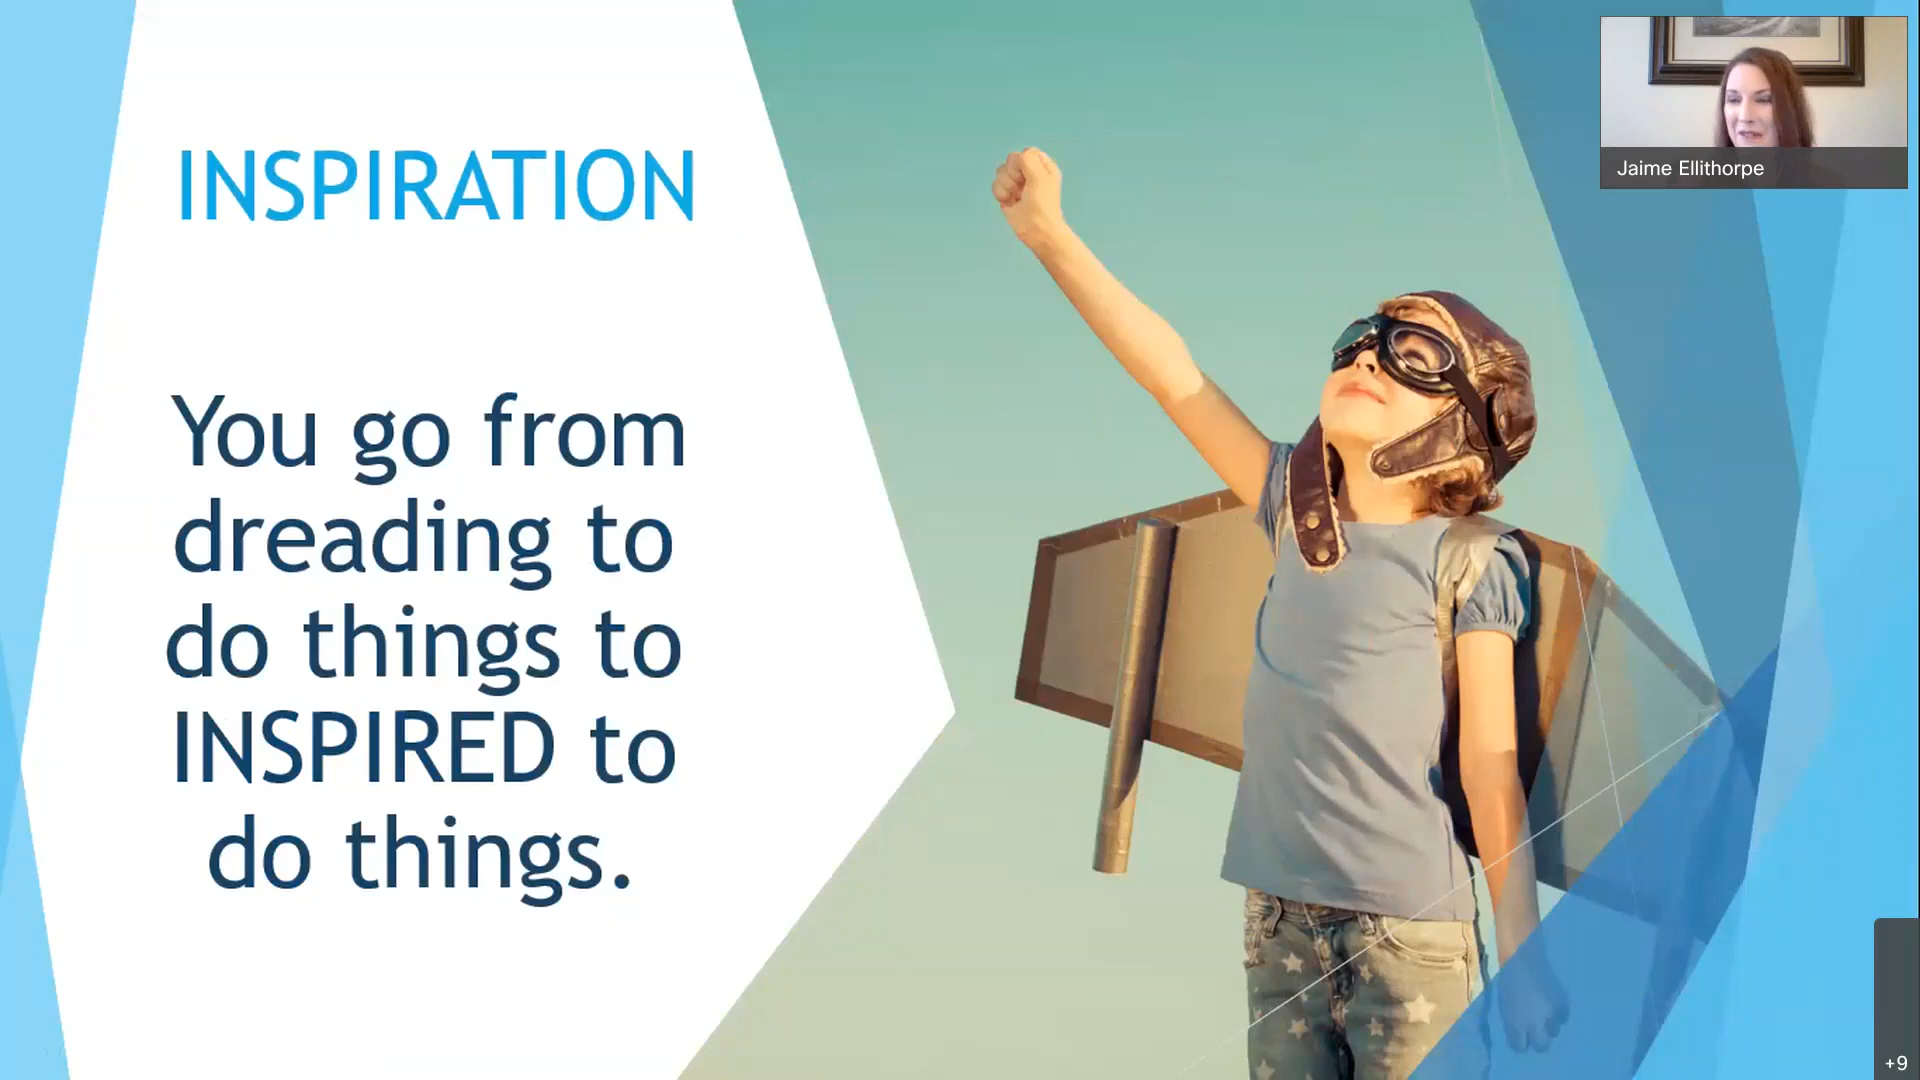 INSPIRATION
You go from
dreading to
do things to
INSPIRED to
do things.
Jaime Ellithorpe
+9